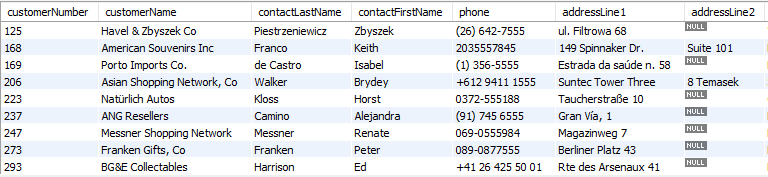 customerNumber customerName contactLastName contactFirstName phone addressLine1 addressLine2
125 Havel & Zbyszek Co Piestrzeniewicz Zbyszek (26) 642-7555 ul. Filtrowa 68 NULL
168 American Souvenirs Inc Franco Keith 2035557845 149 Spinnaker Dr. Suite 101
169 Porto Imports Co. de Castro Isabel (1) 356-5555 Estrada da saúde n. 58 NULL
206 Asian Shopping Network, Co Walker Brydey +612 9411 1555 Suntec Tower Three 8 Temasek
223 Natürlich Autos Kloss Horst 0372-555188 Taucherstraße 10 NULL
237 ANG Resellers Camino Alejandra (91) 745 6555 Gran Vía, 1 NULL
247 Messner Shopping Network Messner Renate 069-0555984 Magazinweg 7 NULL
273 Franken Gifts, Co Franken Peter 089-0877555 Berliner Platz 43 NULL
293 BG&E Collectables Harrison Ed +41 26 425 50 01 Rte des Arsenaux 41 NULL